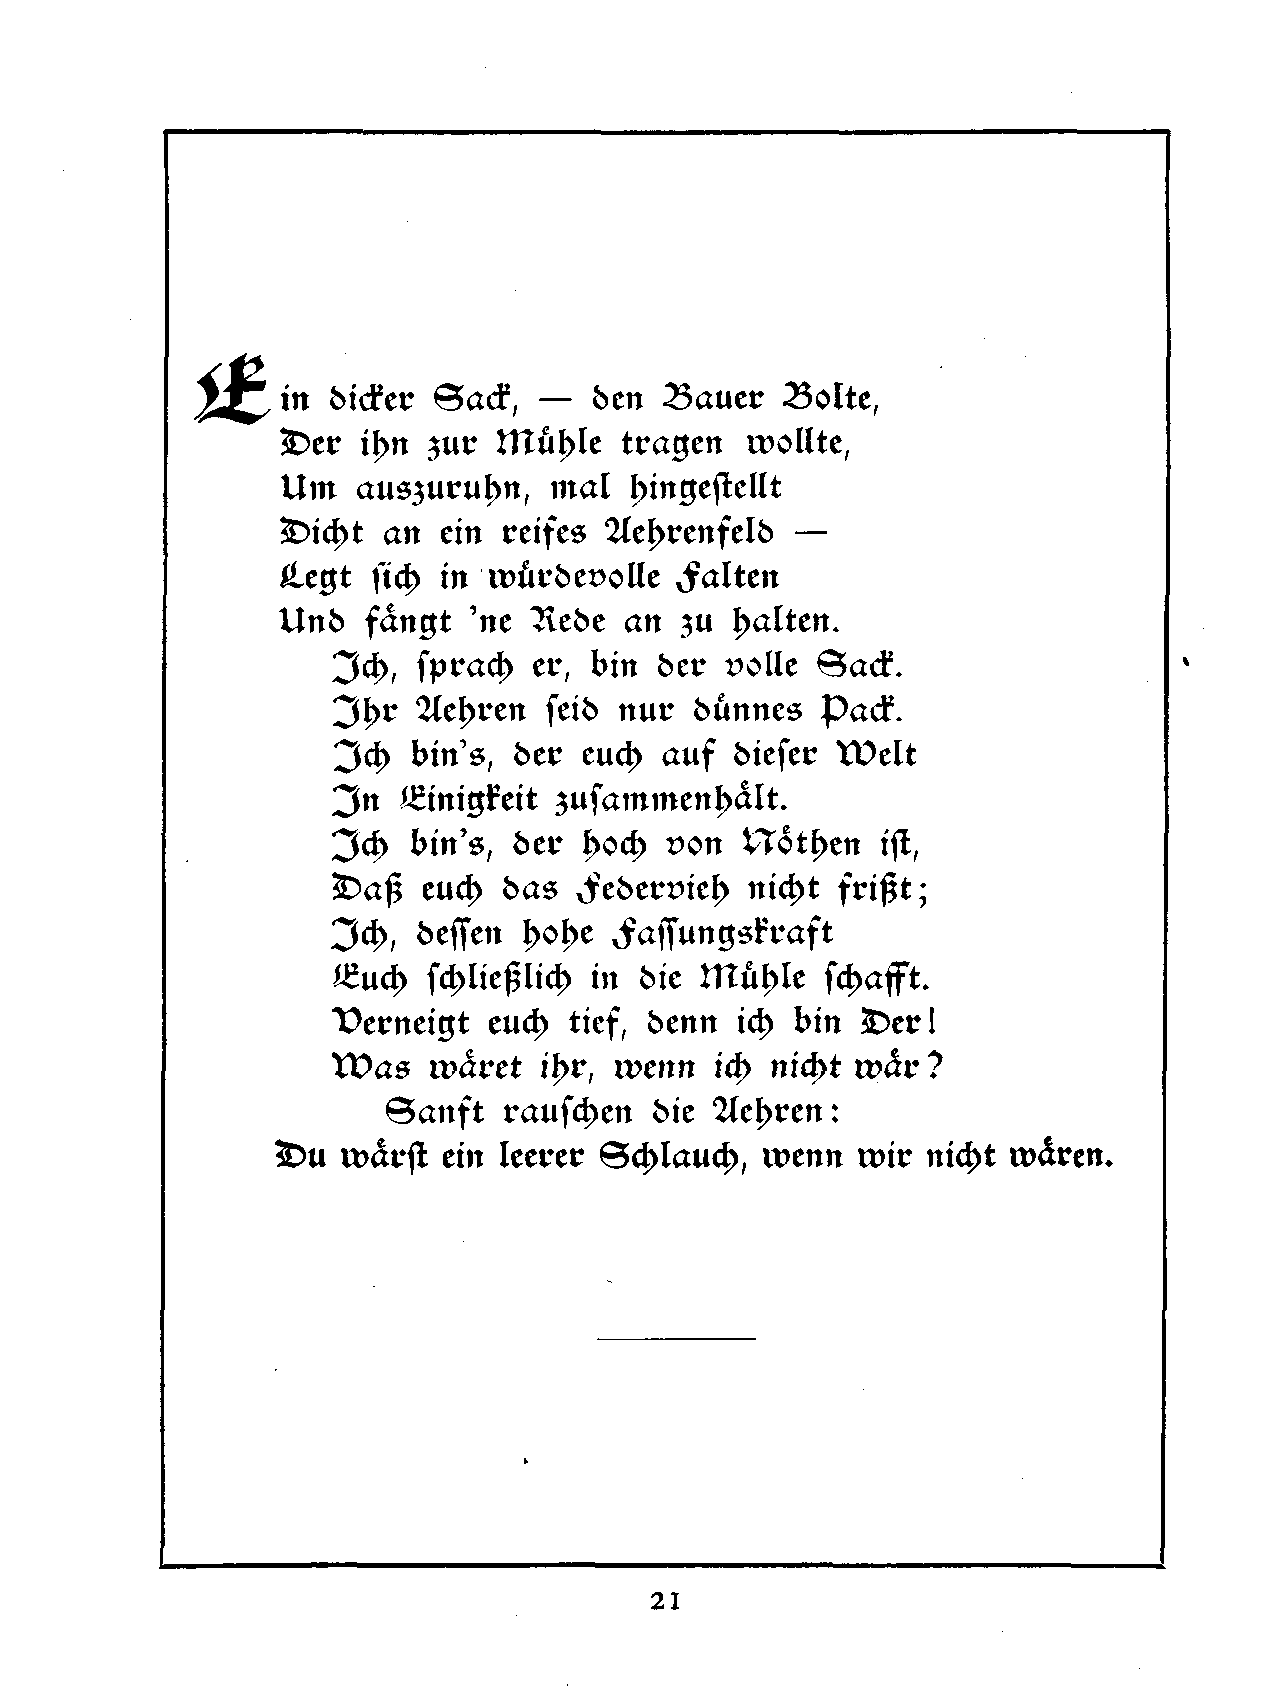 Ein dicker Sack, — den Bauer Bolte,
Der ihn zur Mühle tragen wollte,
Um auszuruhn, mal hingeſtellt
Dicht an ein reifes Aehrenfeld —
Legt ſich in würdevolle Falten
Und fängt 'ne Rede an zu halten.
Ich, ſprach er, bin der volle Sack.
Ihr Aehren ſeid nur dünnes Pack.
Ich bin's, der euch auf dieſer Welt
In Einigkeit zuſammenhält.
Ich bin's, der hoch von Nöthen iſt,
Daß euch das Federvieh nicht frißt;
Ich, deſſen hohe Faſſungskraft
Euch ſchließlich in die Mühle ſchafft.
Verneigt euch tief, denn ich bin Der!
Was wäret ihr, wenn ich nicht wär?
Sanft rauſchen die Aehren:
Du wärſt ein leerer Schlauch, wenn wir nicht wären.
21